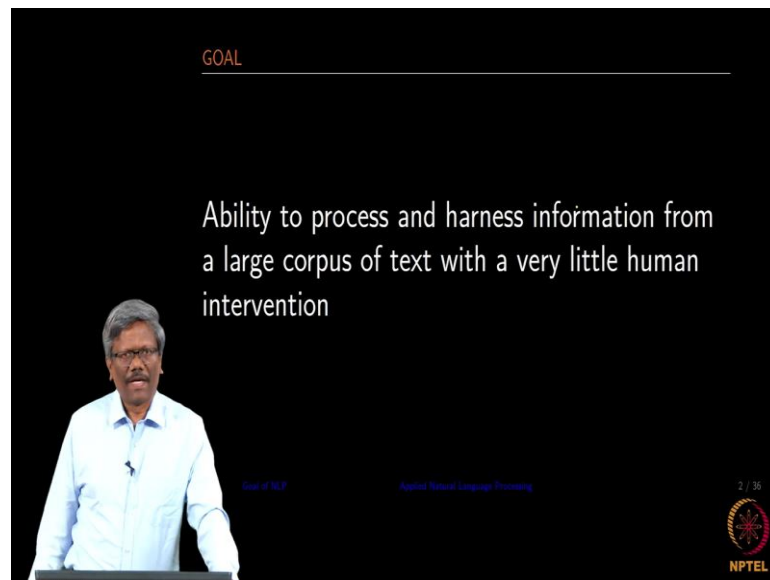 GOAL
Ability to process and harness information from
a large corpus of text with a very little human
intervention
Goal of NLP
Applied Natural Language Processing
2 / 36
NPTEL